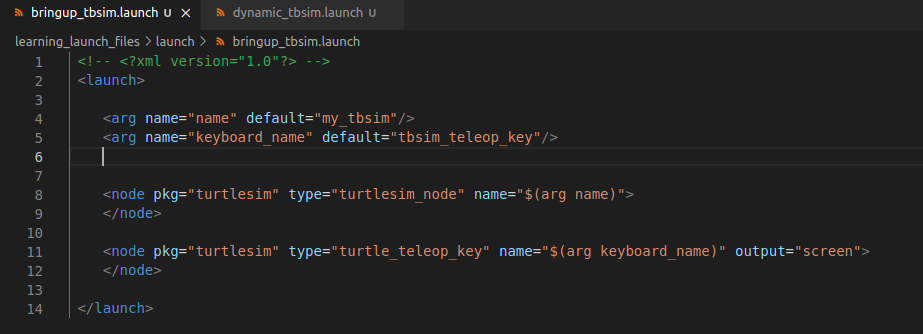 bringup_tbsim.launch U × dynamic_tbsim.launch U
learning_launch_files > launch > bringup_tbsim.launch
1 <!-- <?xml version="1.0"?> -->
2 <launch>
3
4 <arg name="name" default="my_tbsim"/>
5 <arg name="keyboard_name" default="tbsim_teleop_key"/>
6
7
8 <node pkg="turtlesim" type="turtlesim_node" name="$(arg name)">
9 </node>
10
11 <node pkg="turtlesim" type="turtle_teleop_key" name="$(arg keyboard_name)" output="screen">
12 </node>
13
14 </launch>